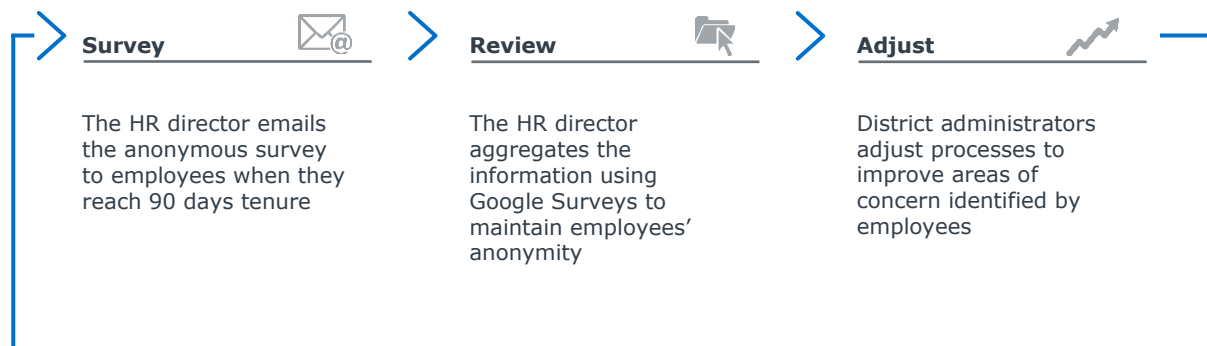 Survey
The HR director emails
the anonymous survey
to employees when they
reach 90 days tenure
Review
The HR director
aggregates the
information using
Google Surveys to
maintain employees’
anonymity
Adjust
District administrators
adjust processes to
improve areas of
concern identified by
employees